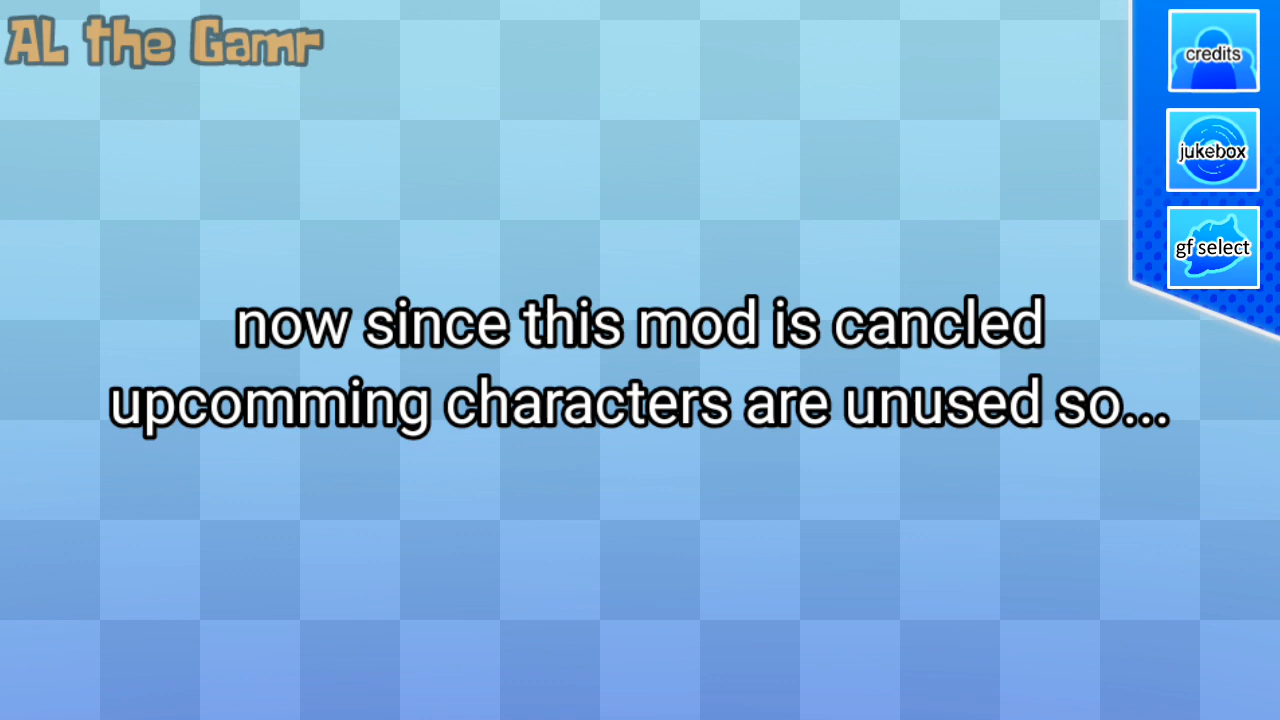 AL the Gamr
credits
jukebox
gf select
now since this mod is cancled
upcomming characters are unused so...